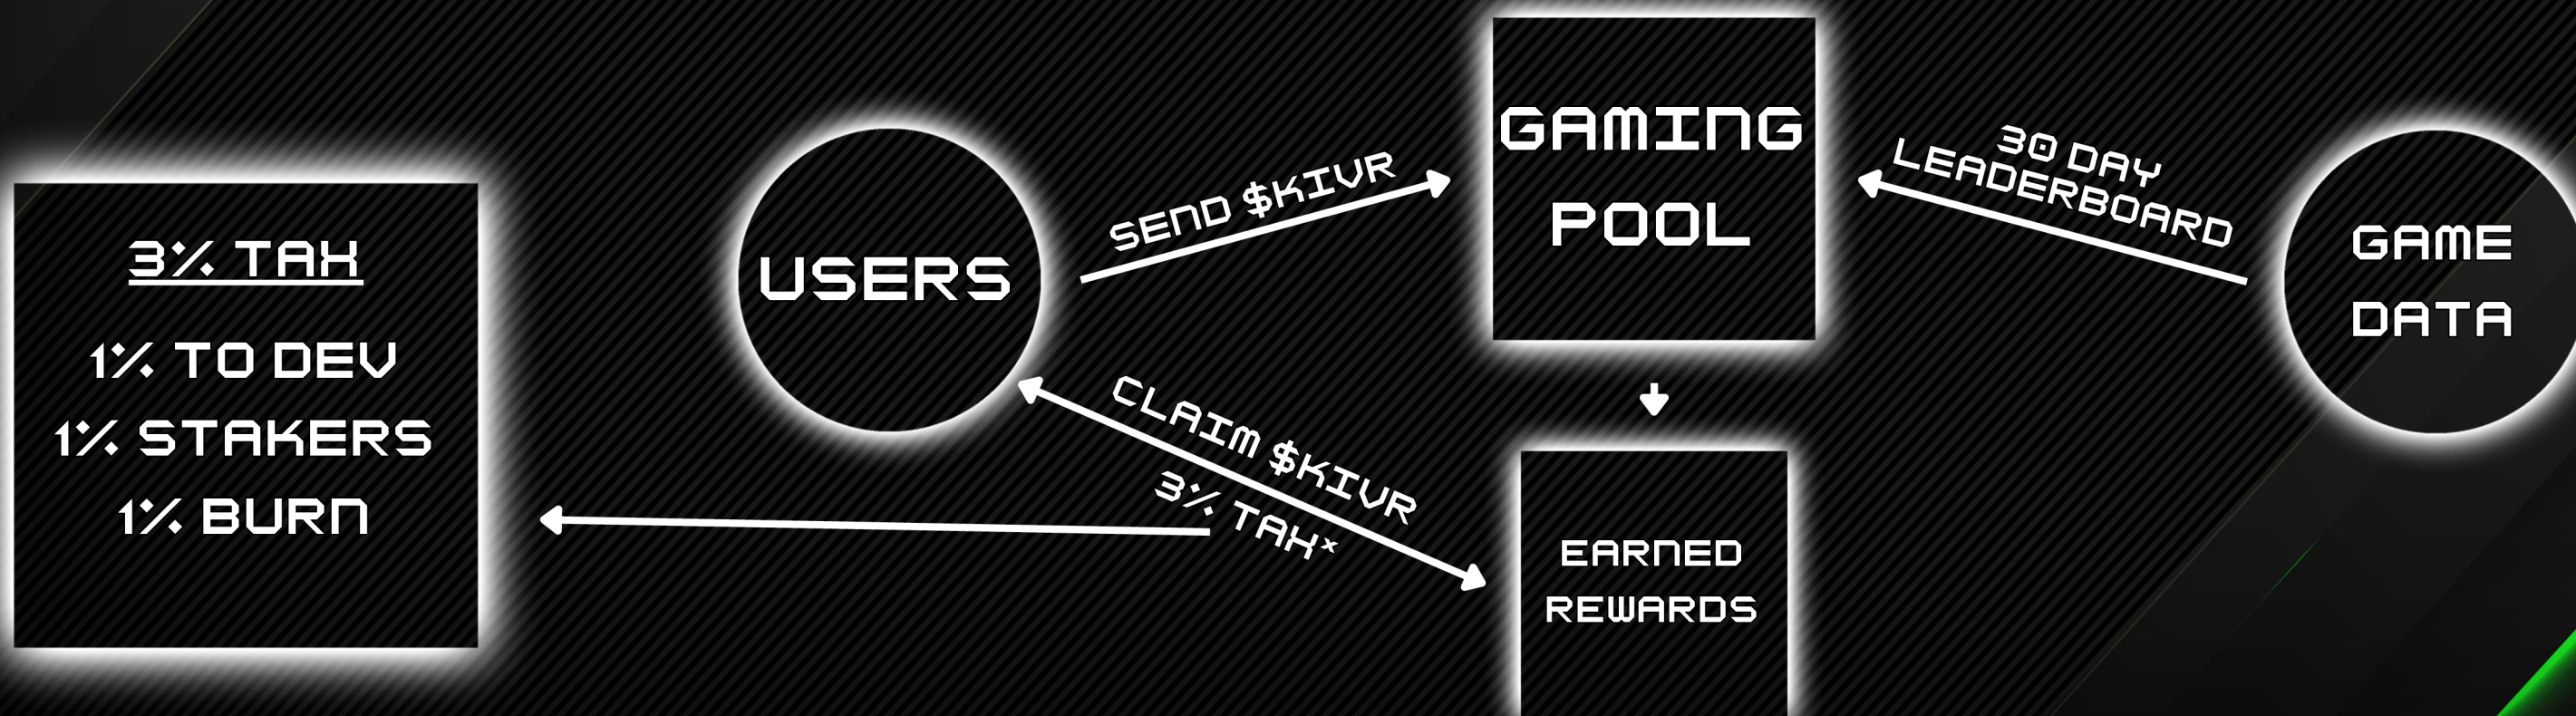 3% TAX
1% TO DEV
1% STAKERS
1% BURN
USERS
SEND $KIVR
CLAIM $KIVR
3% TAX*
GAMING
POOL
EARNED
REWARDS
30 DAY
LEADERBOARD
GAME
DATA